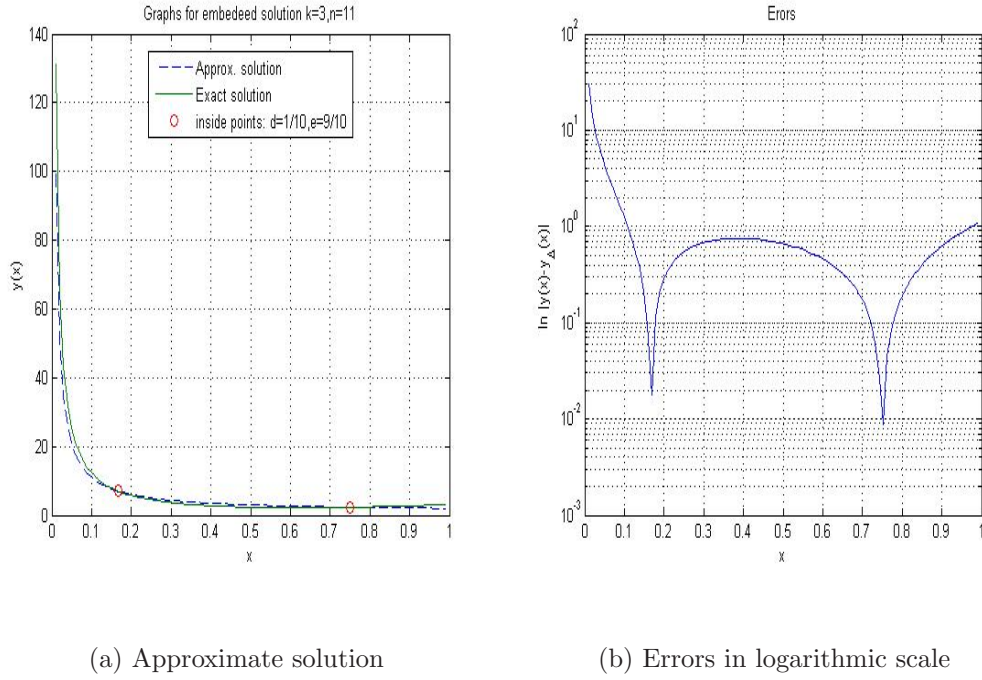 Graphs for embedeed solution k=3,n=11
140
120
100
80
60
40
20
0
y(x)
Approx. solution
Exact solution
inside points: d=1/10,e=9/10
0 0.1 0.2 0.3 0.4 0.5 0.6 0.7 0.8 0.9 1
x
Erors
10^2
10^1
10^0
10^-1
10^-2
10^-3
ln |y(x)-y_Δ(x)|
0 0.1 0.2 0.3 0.4 0.5 0.6 0.7 0.8 0.9 1
x
(a) Approximate solution
(b) Errors in logarithmic scale